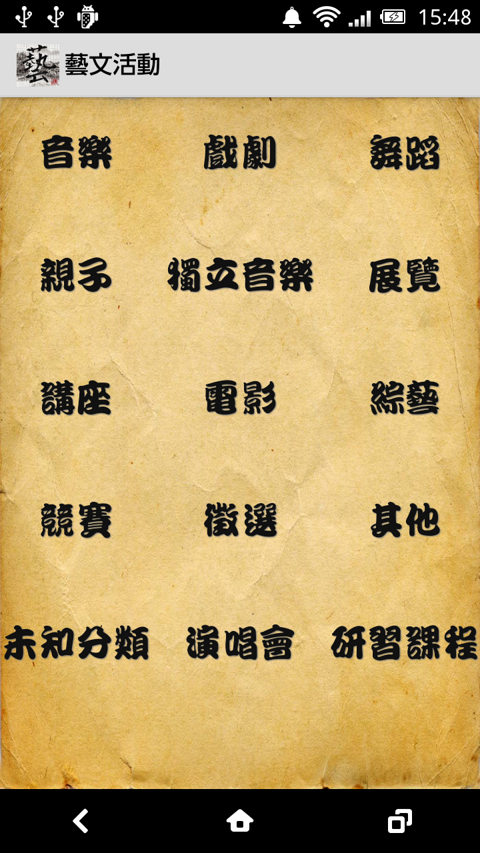 15:48
藝 藝文活動
音樂 戲劇 舞蹈
親子 獨立音樂 展覽
講座 電影 綜藝
競賽 徵選 其他
未知分類 演唱會 研習課程